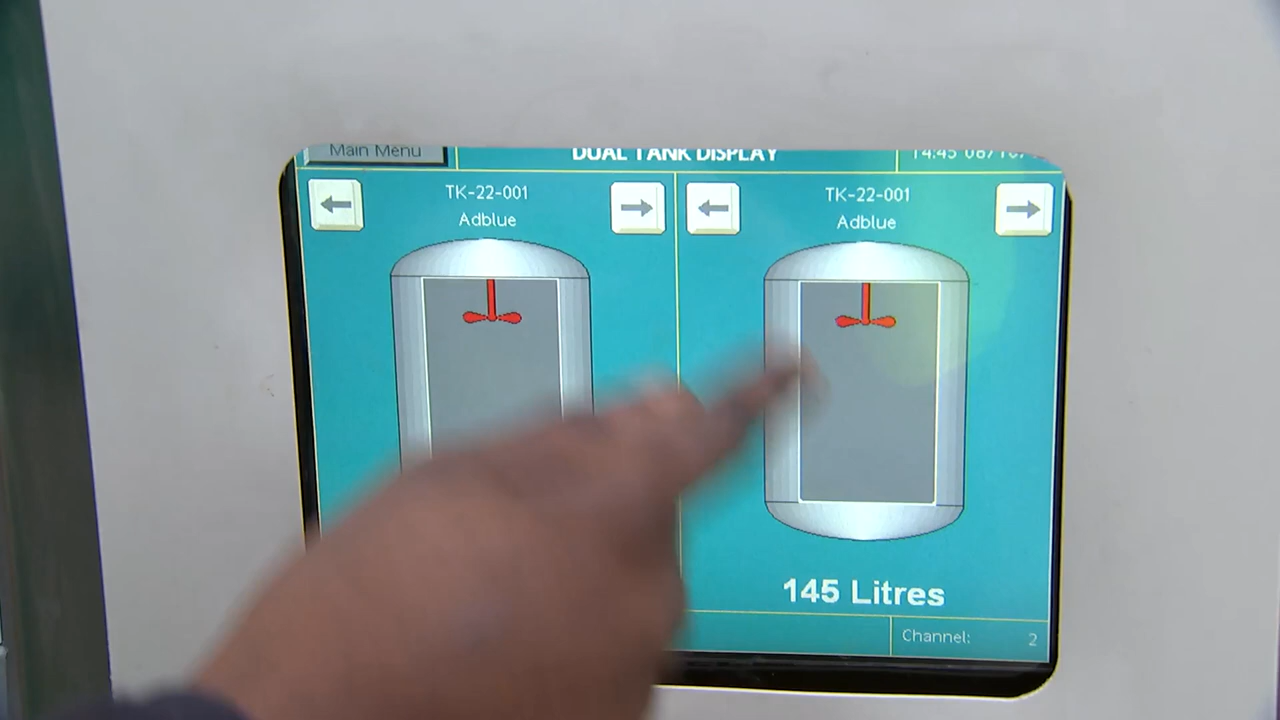 Main Menu
DUAL TANK DISPLAY
14:45
TK-22-001
Adblue
TK-22-001
Adblue
145 Litres
Channel: 2